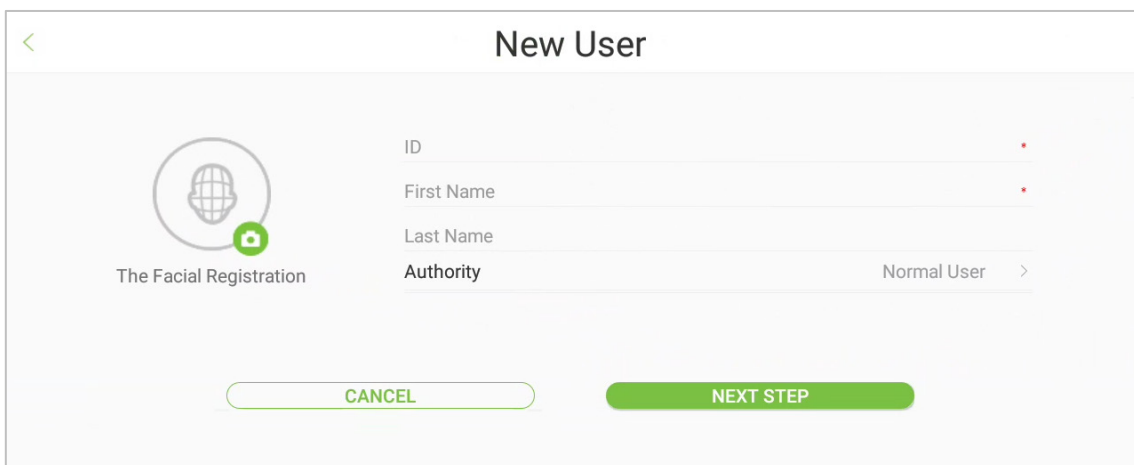 New User
ID *
First Name *
Last Name
Authority Normal User >
The Facial Registration
CANCEL NEXT STEP